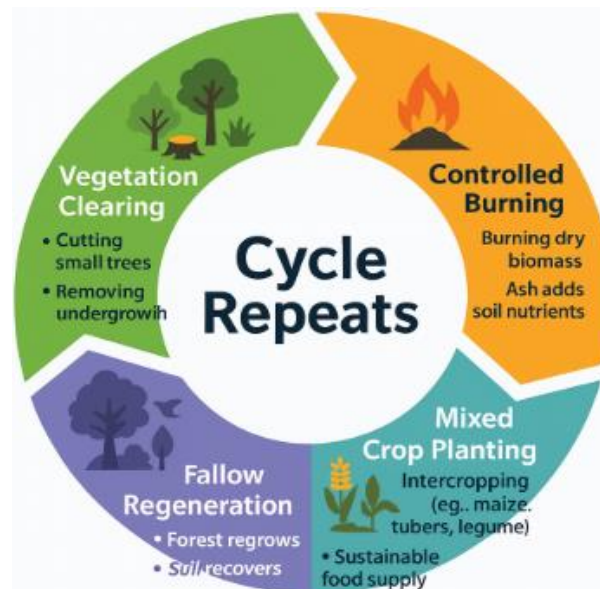 Vegetation
Clearing
• Cutting
small trees
• Removing
undergrowih
Controlled
Burning
Burning dry
biomass
Ash adds
soil nutrients
Cycle
Repeats
Mixed
Crop Planting
Intercropping
(eg.. maize.
tubers, legume)
• Sustainable
food supply
Fallow
Regeneration
• Forest regrows
• Suil recovers